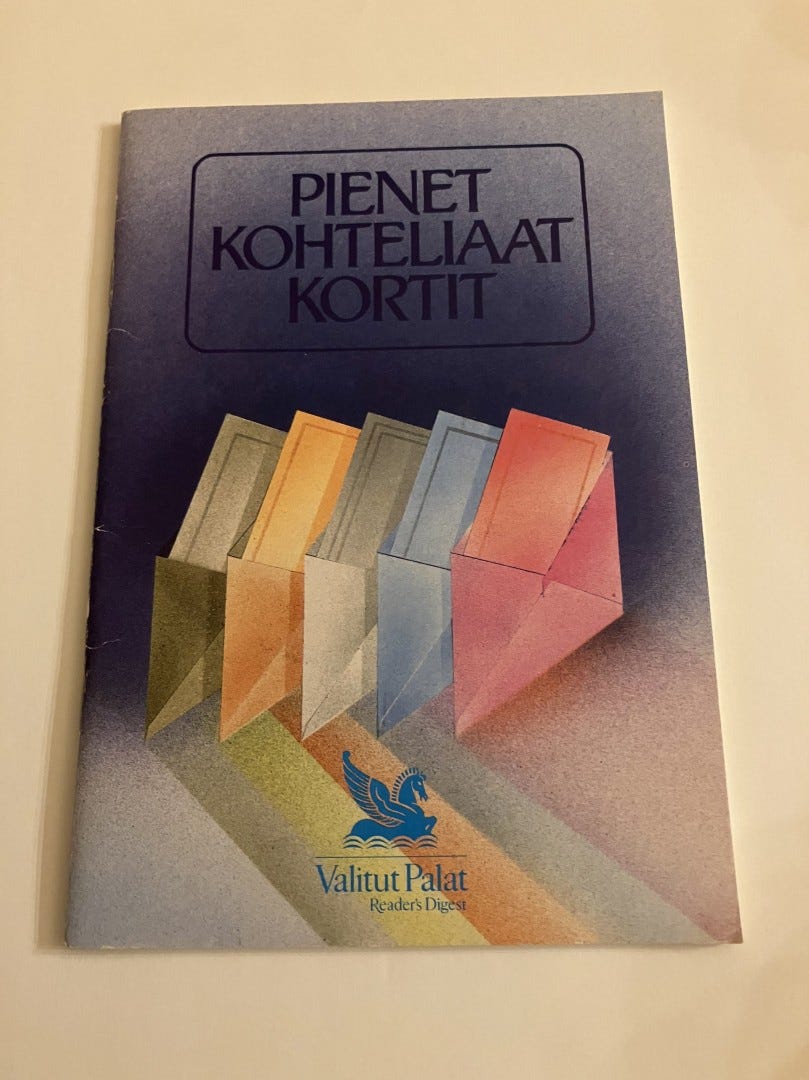 PIENET
KOHTELIAAT
KORTIT
Valitut Palat
Reader's Digest